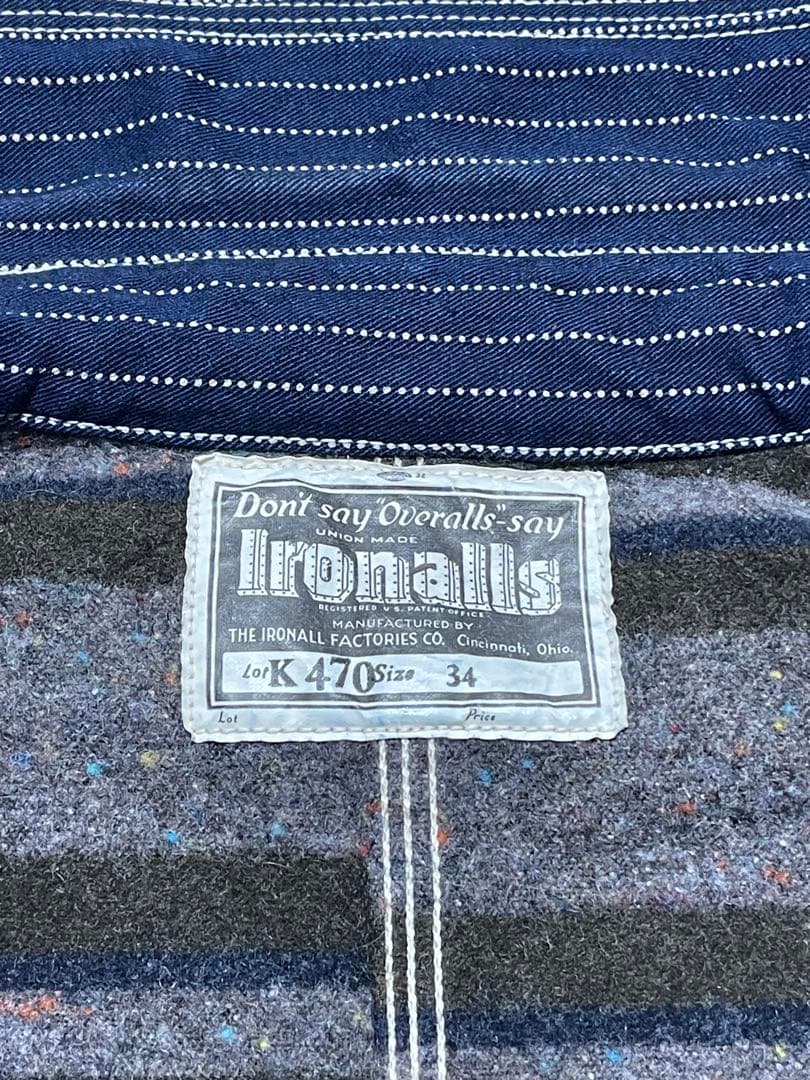 Don't say "Overalls"-say
UNION MADE
Ironalls
REGISTERED U.S. PATENT OFFICE
MANUFACTURED BY
THE IRONALL FACTORIES CO. Cincinnati, Ohio.
Lot K 470 Size 34
Lot Price